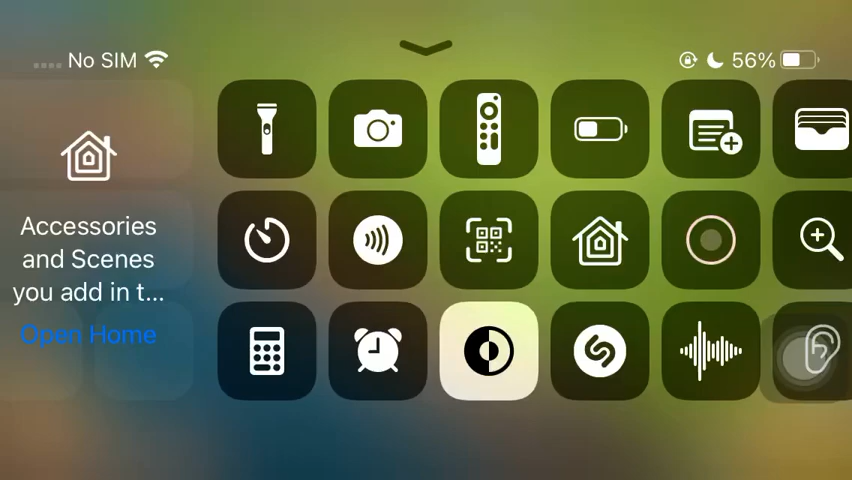 No SIM
56%
Accessories
and Scenes
you add in t...
Open Home